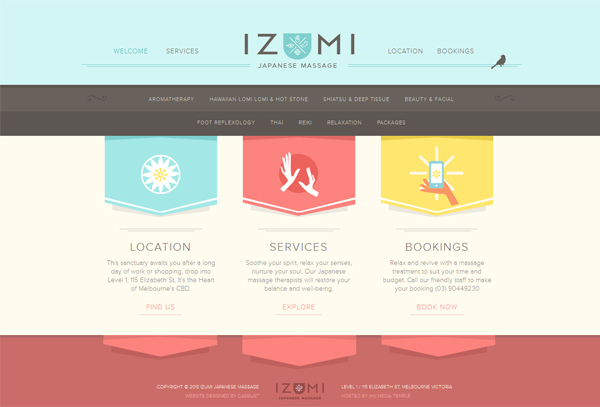 WELCOME SERVICES IZUMI LOCATION BOOKINGS
JAPANESE MASSAGE
AROMATHERAPY HAWAIIAN LOMI LOMI & HOT STONE SHIATSU & DEEP TISSUE BEAUTY & FACIAL
FOOT REFLEXOLOGY THAI REIKI RELAXATION PACKAGES
LOCATION
This sanctuary awaits you after a long
day of work or shopping, drop into
Level 1, 115 Elizabeth St, It's the Heart
of Melbourne's CBD.
FIND US
SERVICES
Soothe your spirit, relax your senses,
nurture your soul. Our Japanese
massage therapists will restore your
balance and well-being.
EXPLORE
BOOKINGS
Relax and revive with a massage
treatment to suit your time and
budget. Call our friendly staff to make
your booking (03) 90449230
BOOK NOW
COPYRIGHT © 2013 IZUMI JAPANESE MASSAGE
WEBSITE DESIGNED BY
IZUMI
JAPANESE MASSAGE
LEVEL 1 / 115 ELIZABETH ST, MELBOURNE VICTORIA
HOSTED BY MEDIA TEMPLE